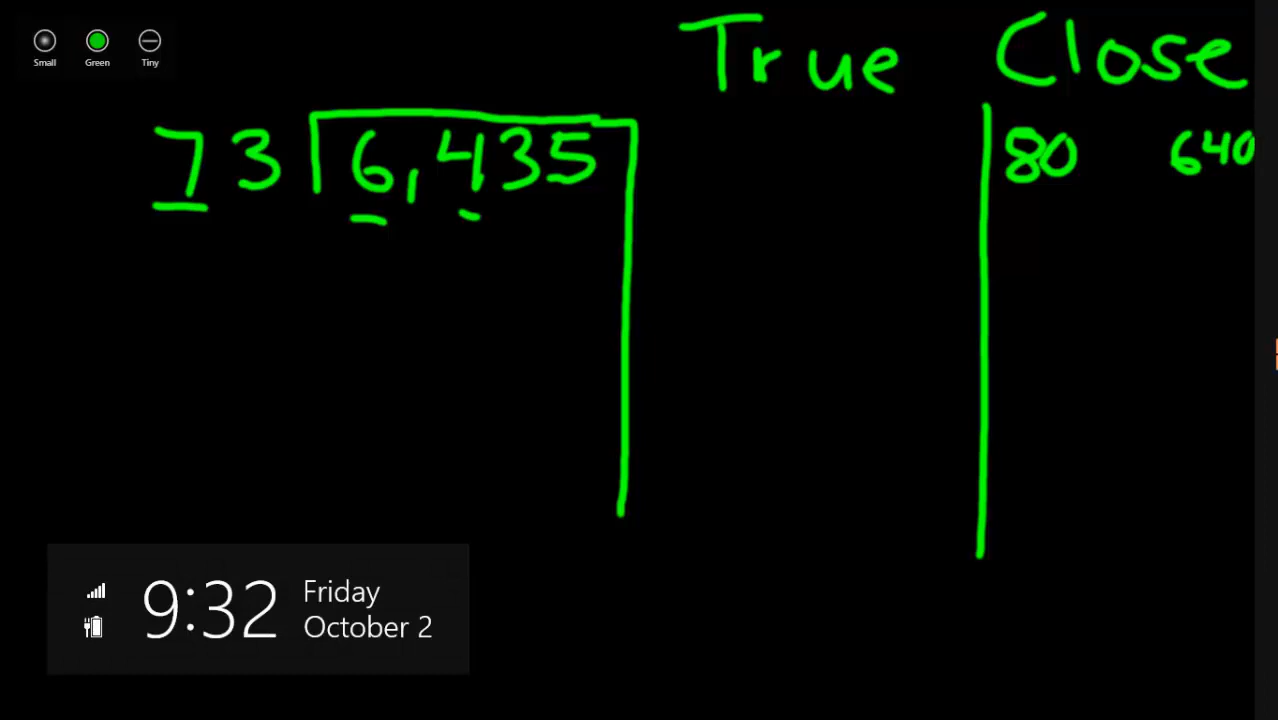 Small Green Tiny
True Close
73 6,435
80 640
9:32
Friday
October 2